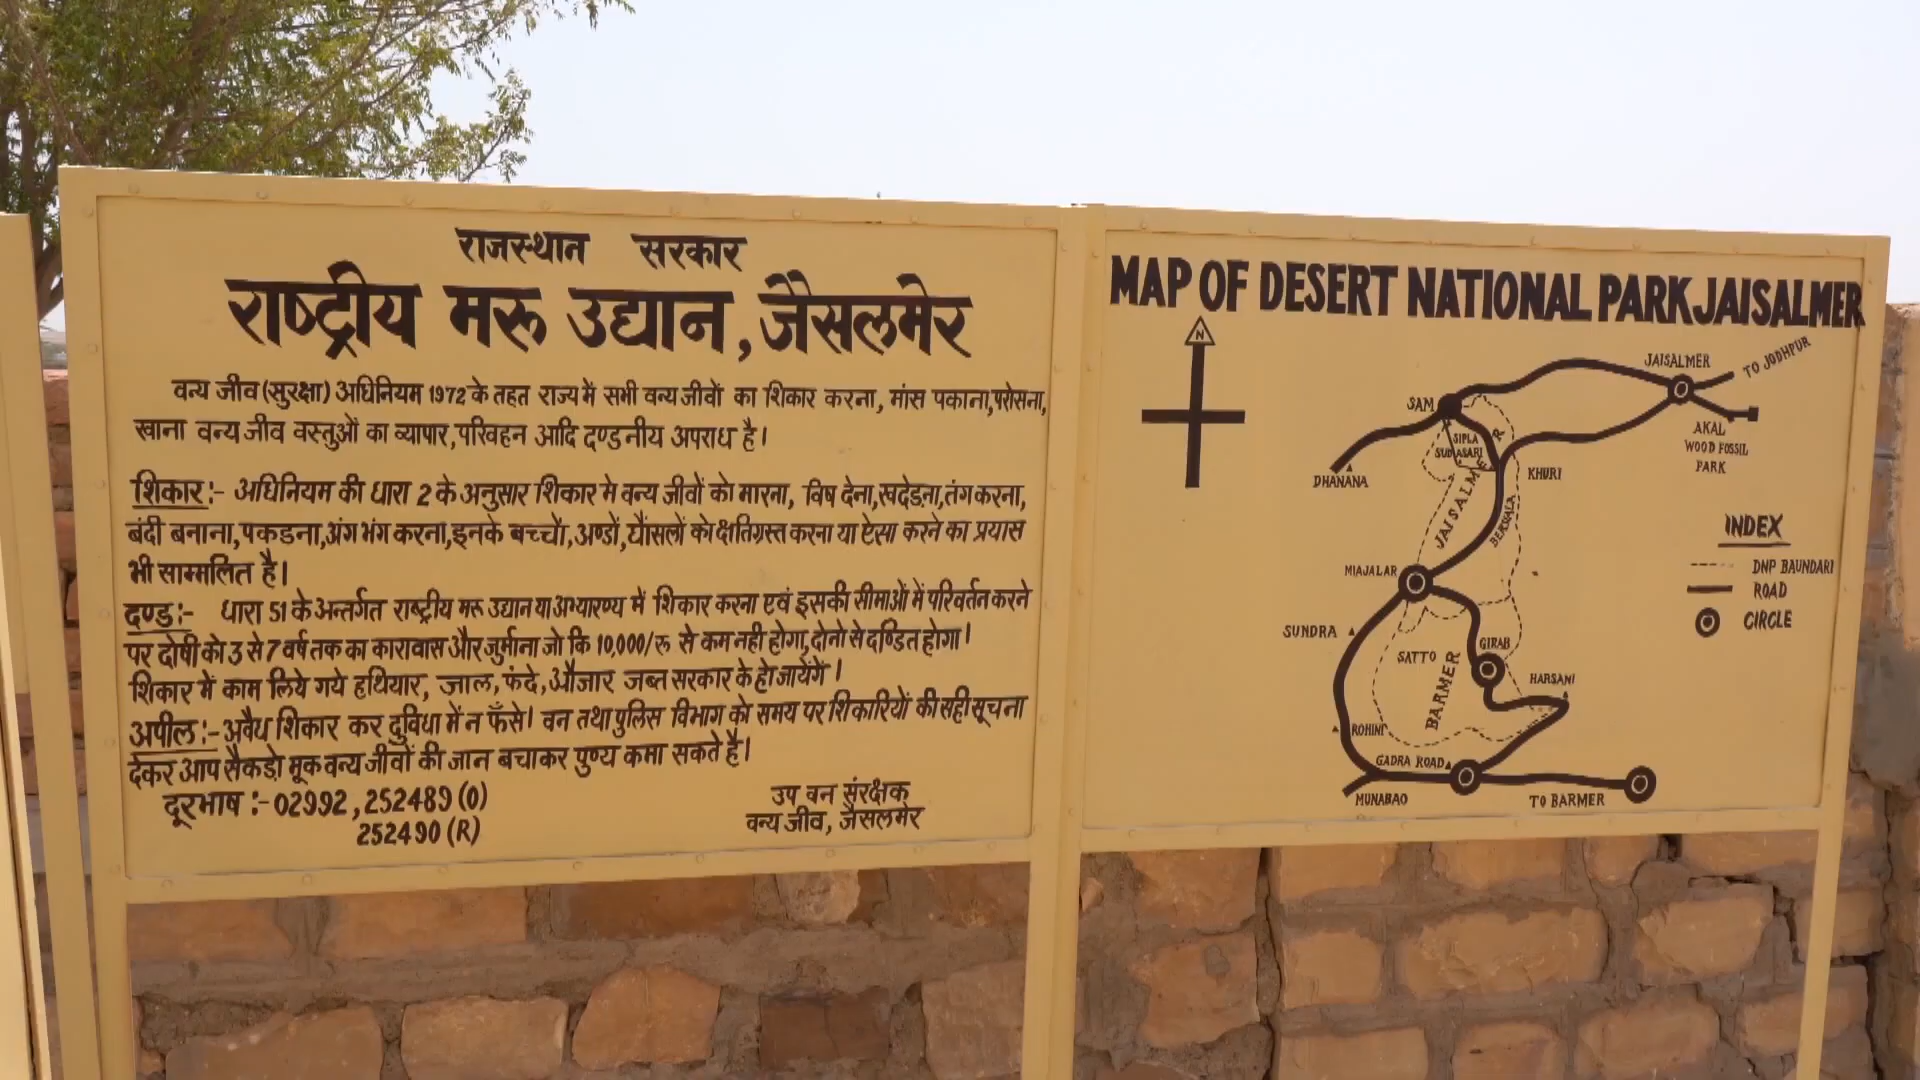 राजस्थान सरकार
राष्ट्रीय मरू उद्यान, जैसलमेर
वन्य जीव (सुरक्षा) अधिनियम 1972 के तहत राज्य में सभी वन्य जीवों का शिकार करना, मांस पकाना, परोसना,
खाना वन्य जीव वस्तुओं का व्यापार, परिवहन आदि दण्डनीय अपराध है।
शिकार:- अधिनियम की धारा 2 के अनुसार शिकार मे वन्य जीवों को मारना, विष देना, खदेडना, तंग करना,
बंदी बनाना, पकडना, अंग भंग करना, इनके बच्चों, अण्डों, घौंसलों को क्षतिग्रस्त करना या ऐसा करने का प्रयास
भी साम्मलित है।
दण्ड:- धारा 51 के अन्तर्गत राष्ट्रीय मरू उद्यान या अभ्यारण्य में शिकार करना एवं इसकी सीमाओं में परिवर्तन करने
पर दोषी को 3 से 7 वर्ष तक का कारावास और जुर्माना जो कि 10,000/रू से कम नही होगा, दोनो से दण्डित होगा।
शिकार में काम लिये गये हथियार, जाल, फंदे, औजार जब्त सरकार के हो जायेंगे।
अपील:- अवैध शिकार कर दुविधा में न फँसे। वन तथा पुलिस विभाग को समय पर शिकारियों की सही सूचना
देकर आप सैकडो मूक वन्य जीवों की जान बचाकर पुण्य कमा सकते है।
दूरभाष:- 02992, 252489 (O)
252490 (R)
उप वन संरक्षक
वन्य जीव, जैसलमेर
MAP OF DESERT NATIONAL PARK JAISALMER
N
JAISALMER
TO JODHPUR
SAM
AKAL
WOOD FOSSIL
PARK
SIPLA
SUDASARI
DHANANA
KHURI
JAISALMER
BERSIALA
INDEX
DNP BAUNDARI
ROAD
CIRCLE
MIAJALAR
SUNDRA
GIRAB
SATTO
BARMER
HARSANI
ROHINI
GADRA ROAD
MUNABAO
TO BARMER